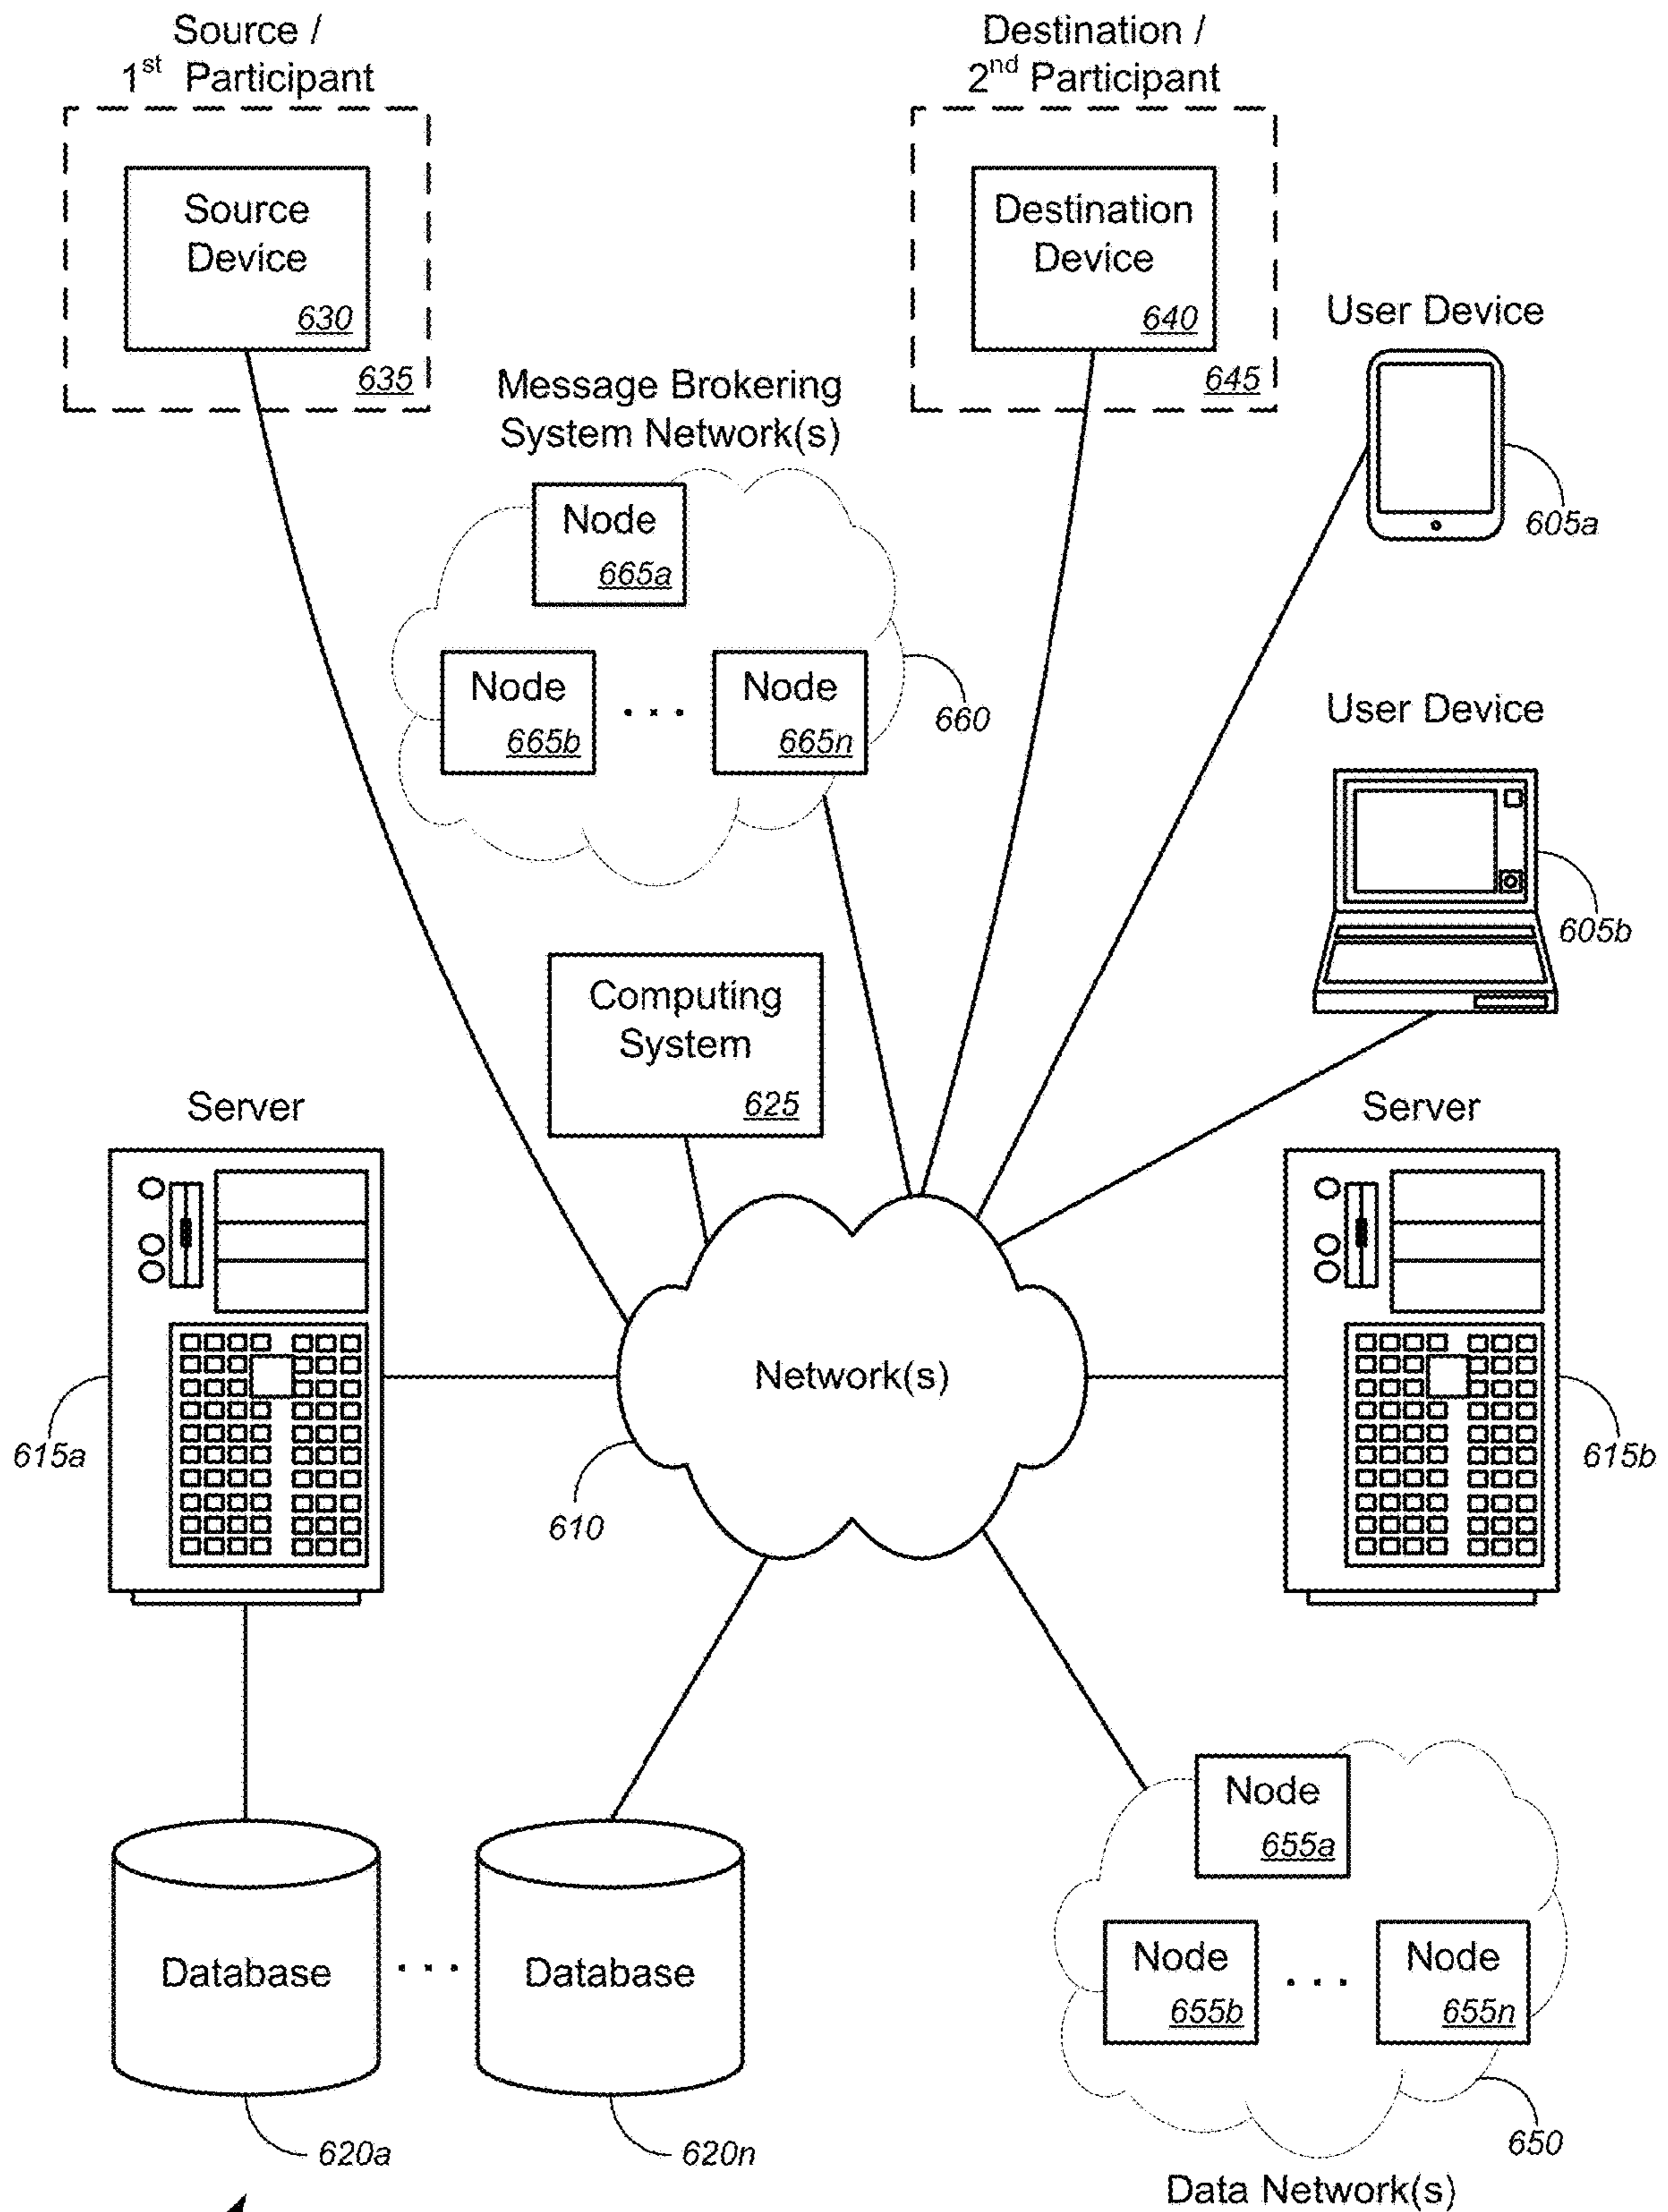 Source /
1st Participant
Destination /
2nd Participant
Source
Device
630
635
Destination
Device
640
645
User Device
605a
Message Brokering
System Network(s)
Node
665a
Node
665b
. . .
Node
665n
660
User Device
605b
Computing
System
625
Server
615a
Server
615b
Network(s)
610
Database
620a
. . .
Database
620n
Node
655a
Node
655b
. . .
Node
655n
650
Data Network(s)